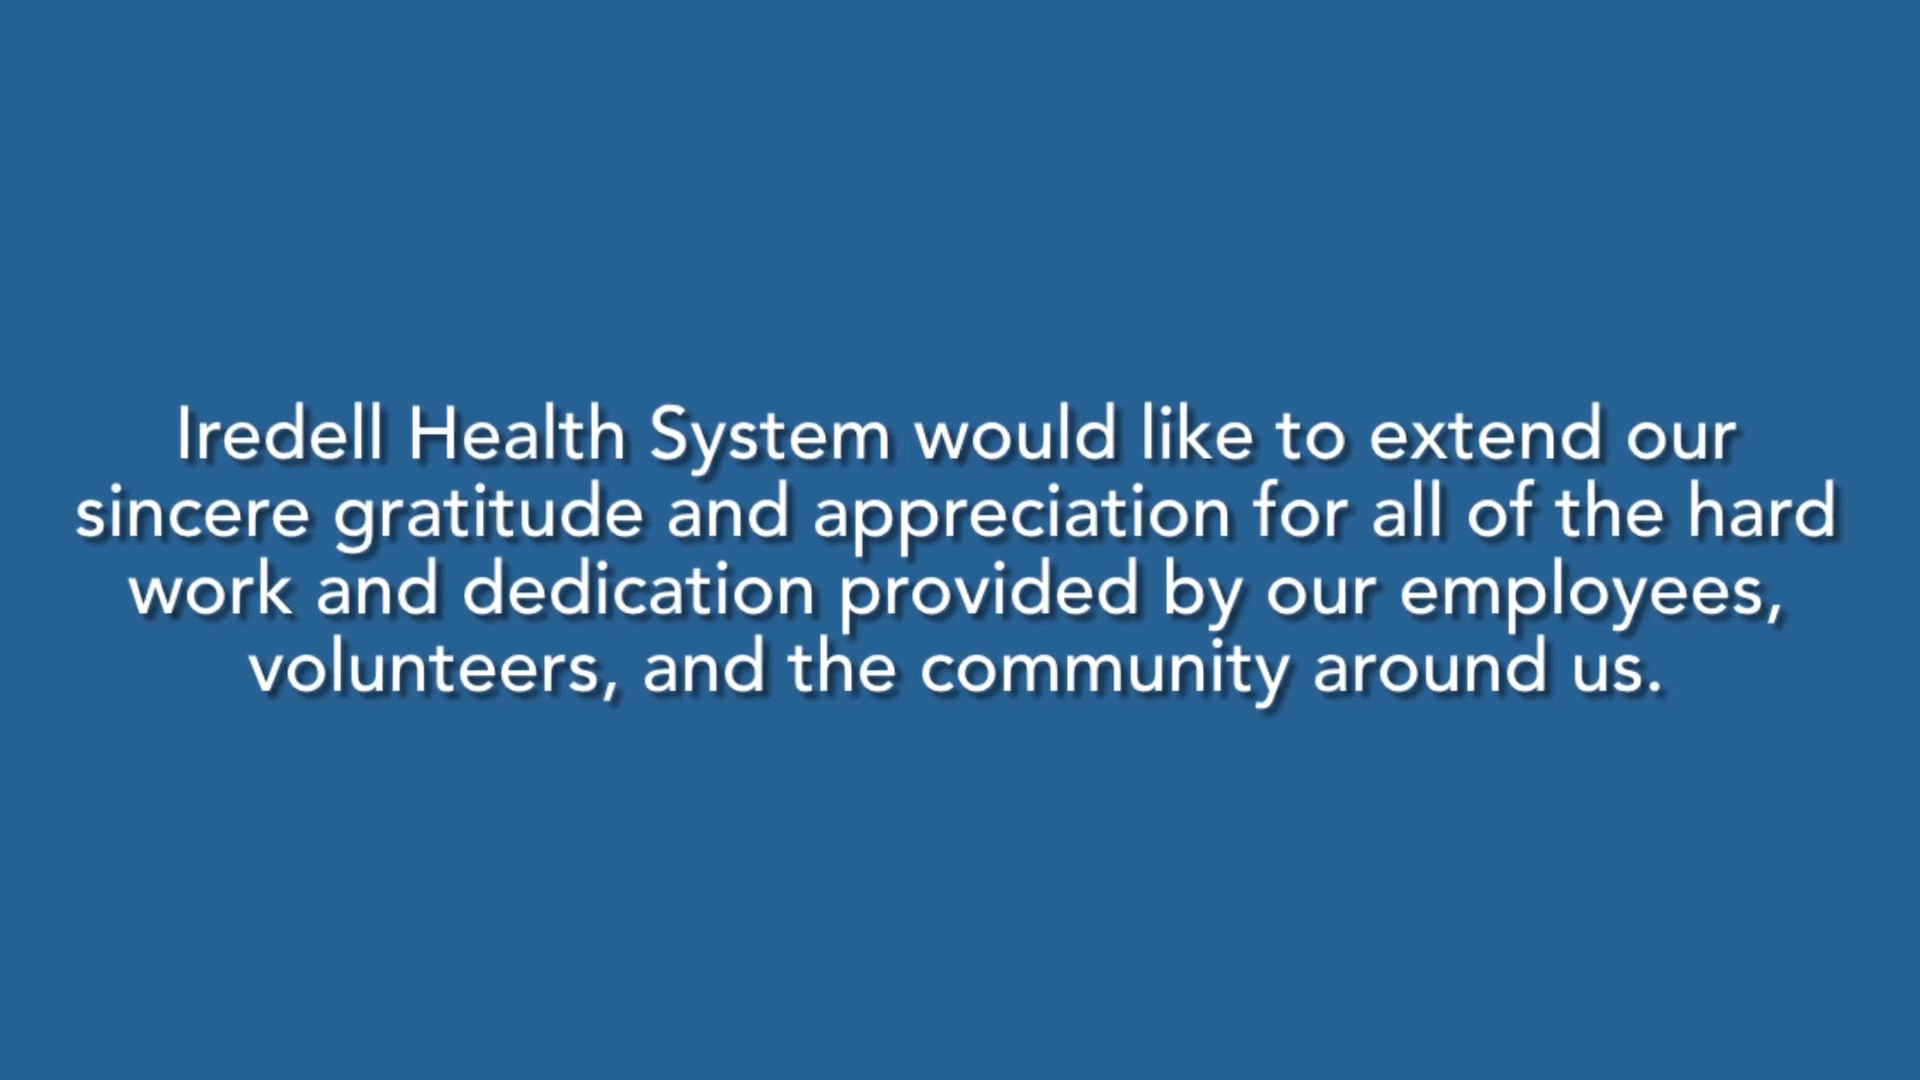 Iredell Health System would like to extend our
sincere gratitude and appreciation for all of the hard
work and dedication provided by our employees,
volunteers, and the community around us.